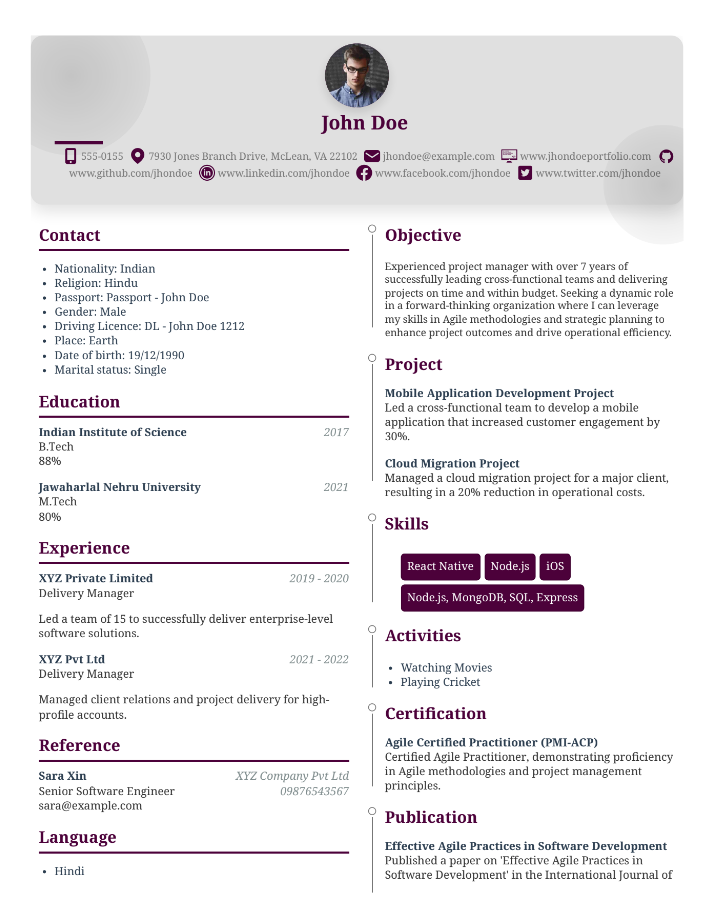 John Doe
555-0155 7930 Jones Branch Drive, McLean, VA 22102 jhondoe@example.com www.jhondoeportfolio.com
www.github.com/jhondoe www.linkedin.com/jhondoe www.facebook.com/jhondoe www.twitter.com/jhondoe
Contact
• Nationality: Indian
• Religion: Hindu
• Passport: Passport - John Doe
• Gender: Male
• Driving Licence: DL - John Doe 1212
• Place: Earth
• Date of birth: 19/12/1990
• Marital status: Single
Education
Indian Institute of Science 2017
B.Tech
88%
Jawaharlal Nehru University 2021
M.Tech
80%
Experience
XYZ Private Limited 2019 - 2020
Delivery Manager
Led a team of 15 to successfully deliver enterprise-level
software solutions.
XYZ Pvt Ltd 2021 - 2022
Delivery Manager
Managed client relations and project delivery for high-
profile accounts.
Reference
Sara Xin XYZ Company Pvt Ltd
Senior Software Engineer 09876543567
sara@example.com
Language
• Hindi
Objective
Experienced project manager with over 7 years of
successfully leading cross-functional teams and delivering
projects on time and within budget. Seeking a dynamic role
in a forward-thinking organization where I can leverage
my skills in Agile methodologies and strategic planning to
enhance project outcomes and drive operational efficiency.
Project
Mobile Application Development Project
Led a cross-functional team to develop a mobile
application that increased customer engagement by
30%.
Cloud Migration Project
Managed a cloud migration project for a major client,
resulting in a 20% reduction in operational costs.
Skills
React Native Node.js iOS
Node.js, MongoDB, SQL, Express
Activities
• Watching Movies
• Playing Cricket
Certification
Agile Certified Practitioner (PMI-ACP)
Certified Agile Practitioner, demonstrating proficiency
in Agile methodologies and project management
principles.
Publication
Effective Agile Practices in Software Development
Published a paper on 'Effective Agile Practices in
Software Development' in the International Journal of